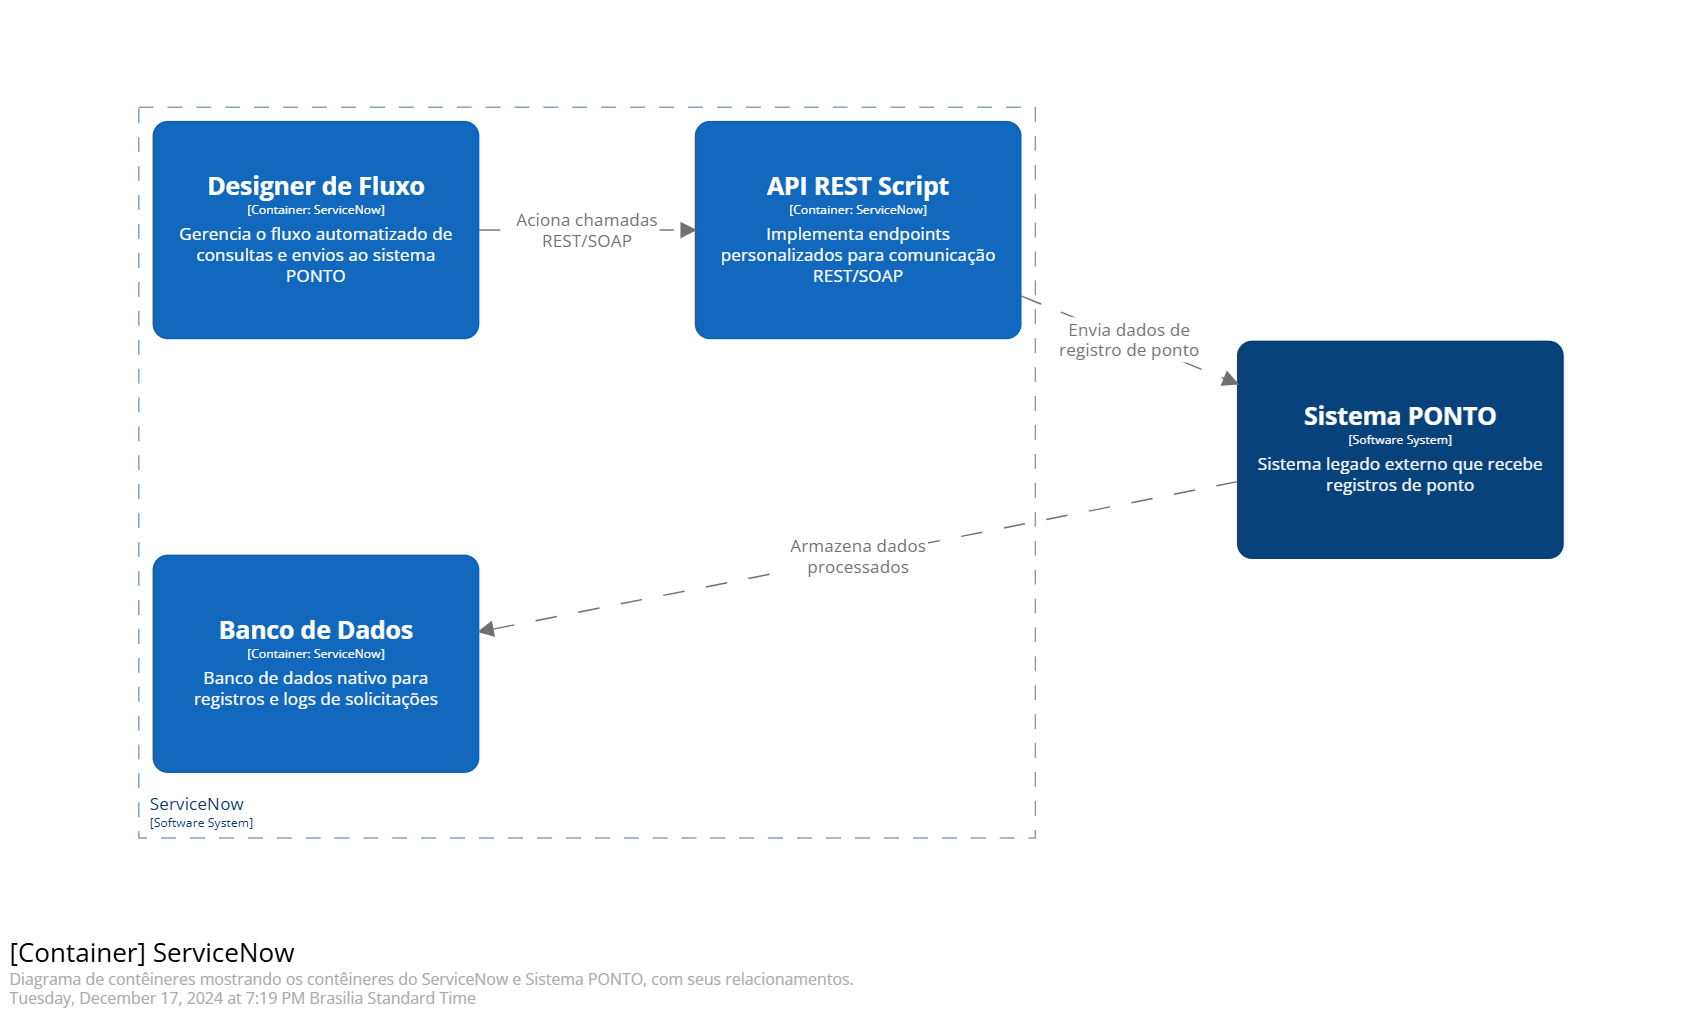 Designer de Fluxo
[Container: ServiceNow]
Gerencia o fluxo automatizado de
consultas e envios ao sistema
PONTO
Aciona chamadas
REST/SOAP
API REST Script
[Container: ServiceNow]
Implementa endpoints
personalizados para comunicação
REST/SOAP
Envia dados de
registro de ponto
Sistema PONTO
[Software System]
Sistema legado externo que recebe
registros de ponto
Armazena dados
processados
Banco de Dados
[Container: ServiceNow]
Banco de dados nativo para
registros e logs de solicitações
ServiceNow
[Software System]
[Container] ServiceNow
Diagrama de contêineres mostrando os contêineres do ServiceNow e Sistema PONTO, com seus relacionamentos.
Tuesday, December 17, 2024 at 7:19 PM Brasilia Standard Time